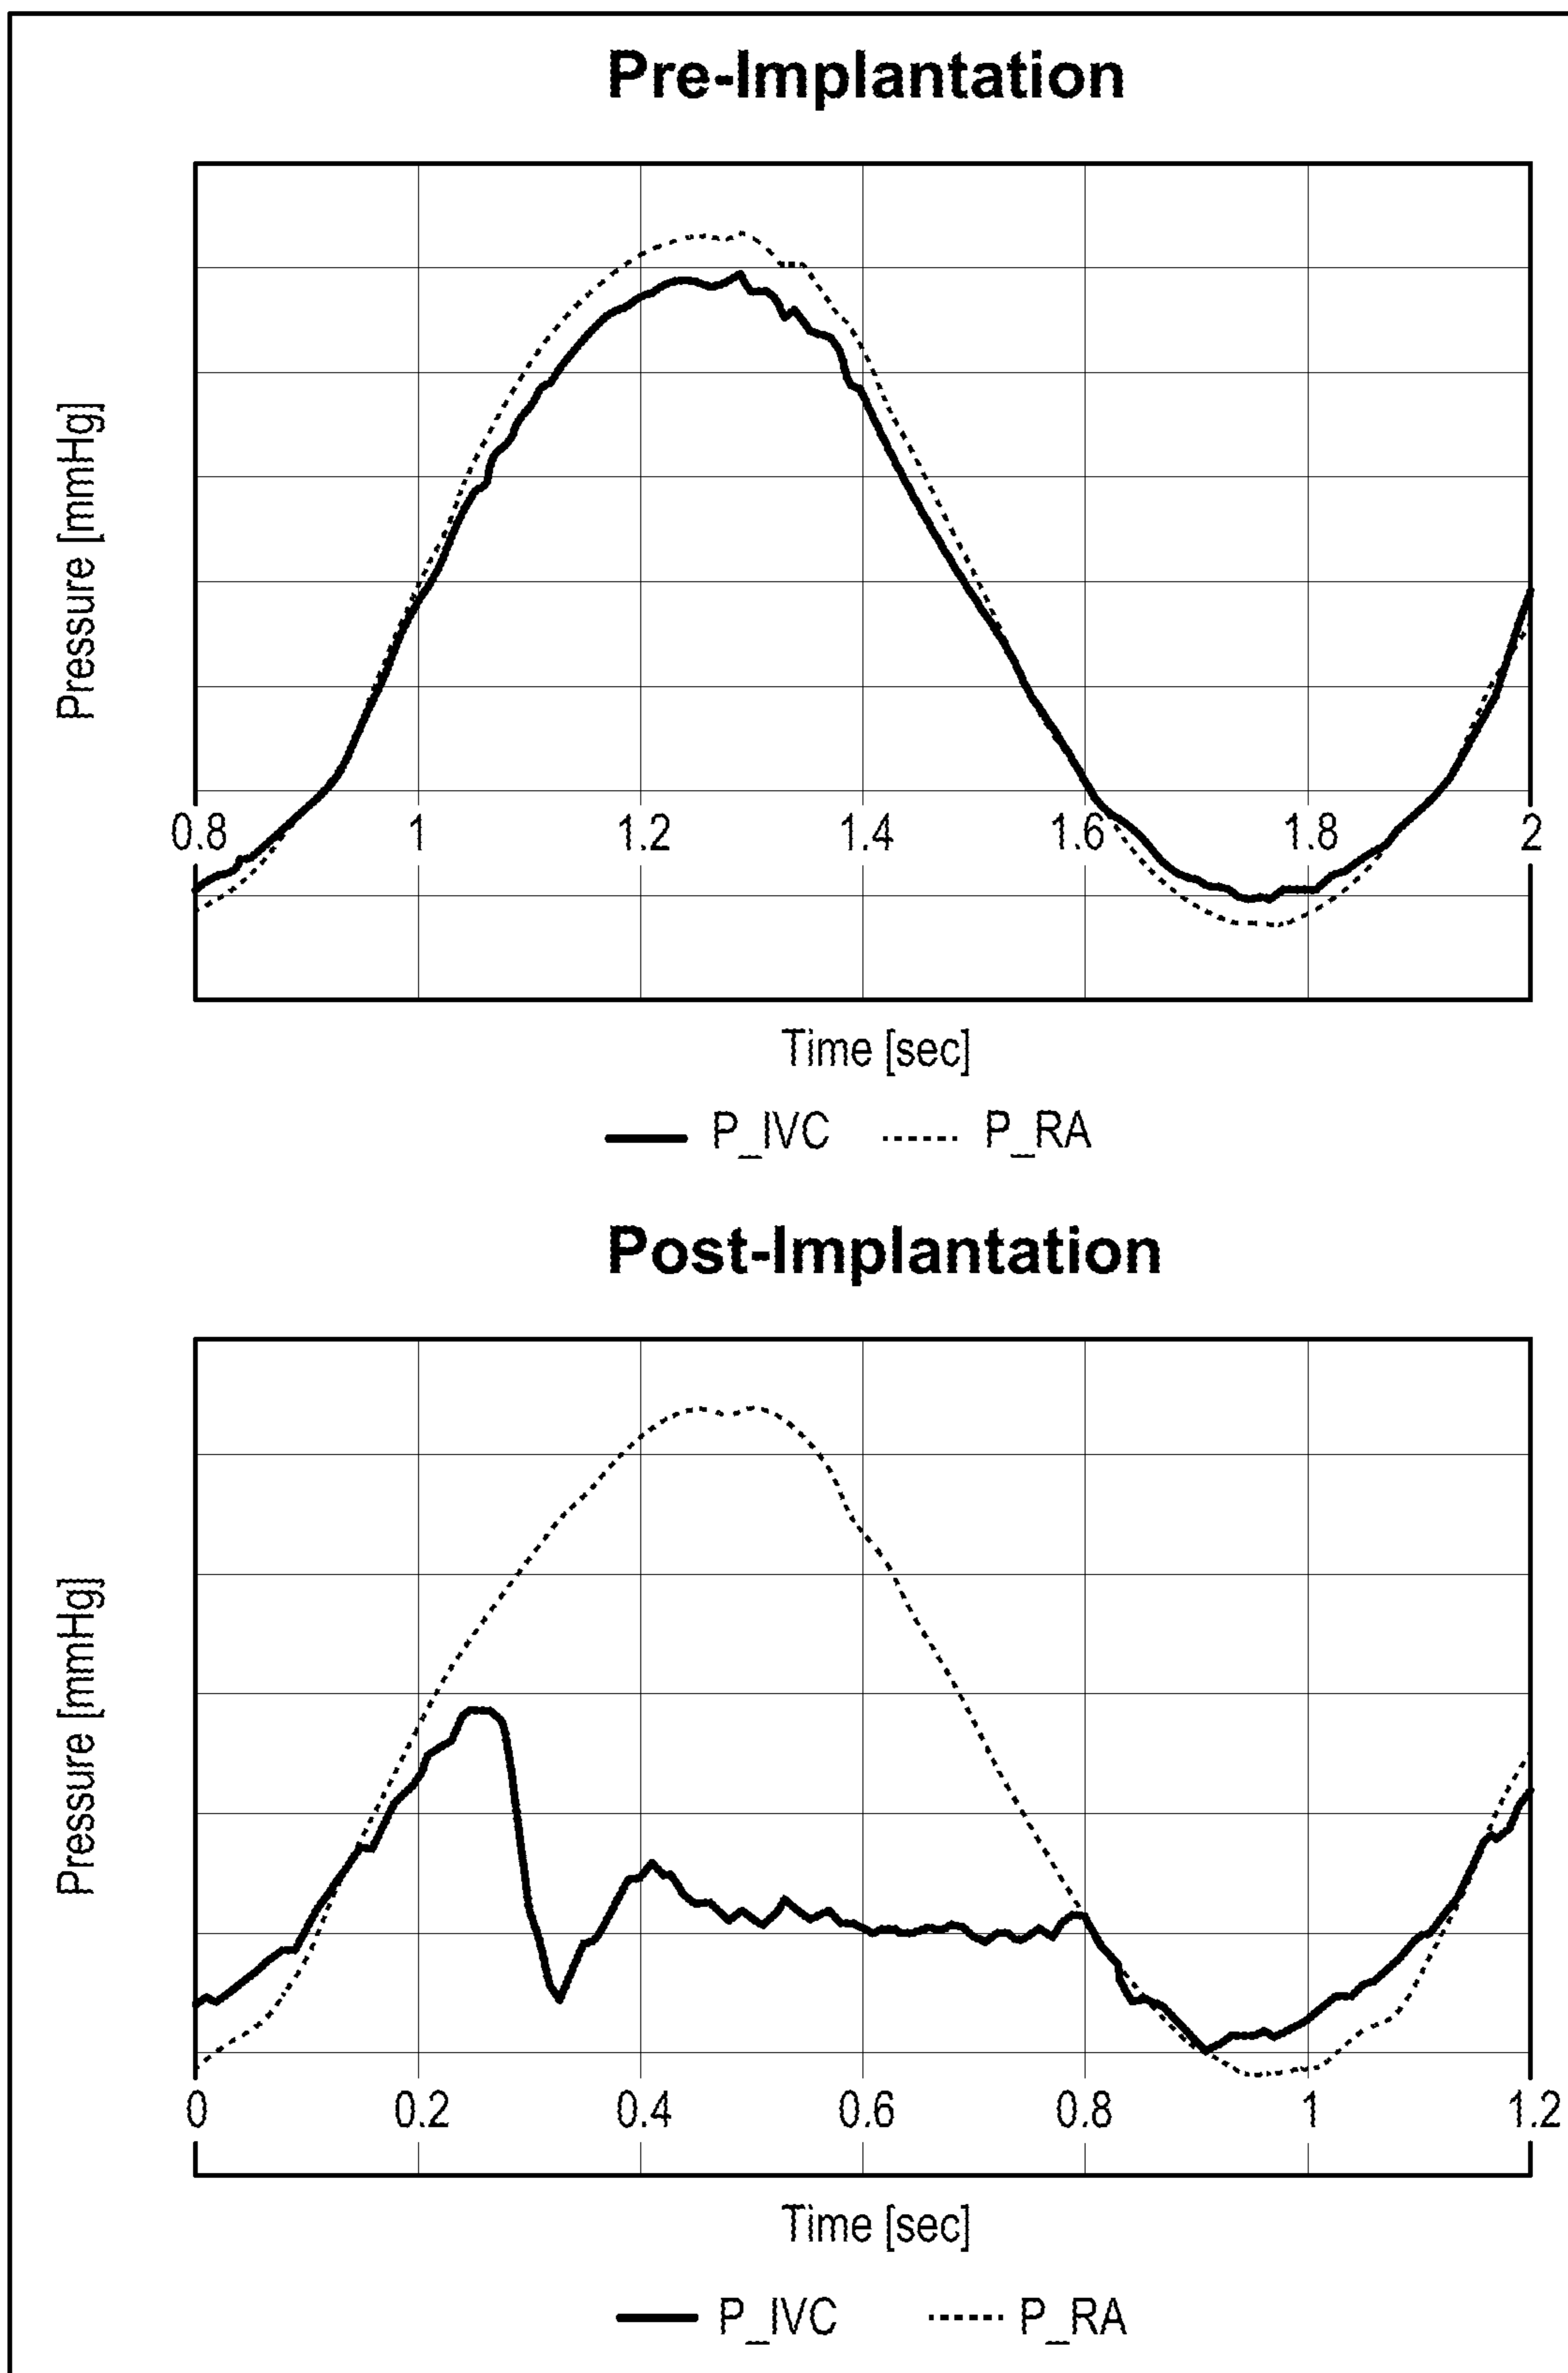 Pre-Implantation
Pressure [mmHg]
0.8 1 1.2 1.4 1.6 1.8 2
Time [sec]
P_IVC P_RA
Post-Implantation
Pressure [mmHg]
0 0.2 0.4 0.6 0.8 1 1.2
Time [sec]
P_IVC P_RA